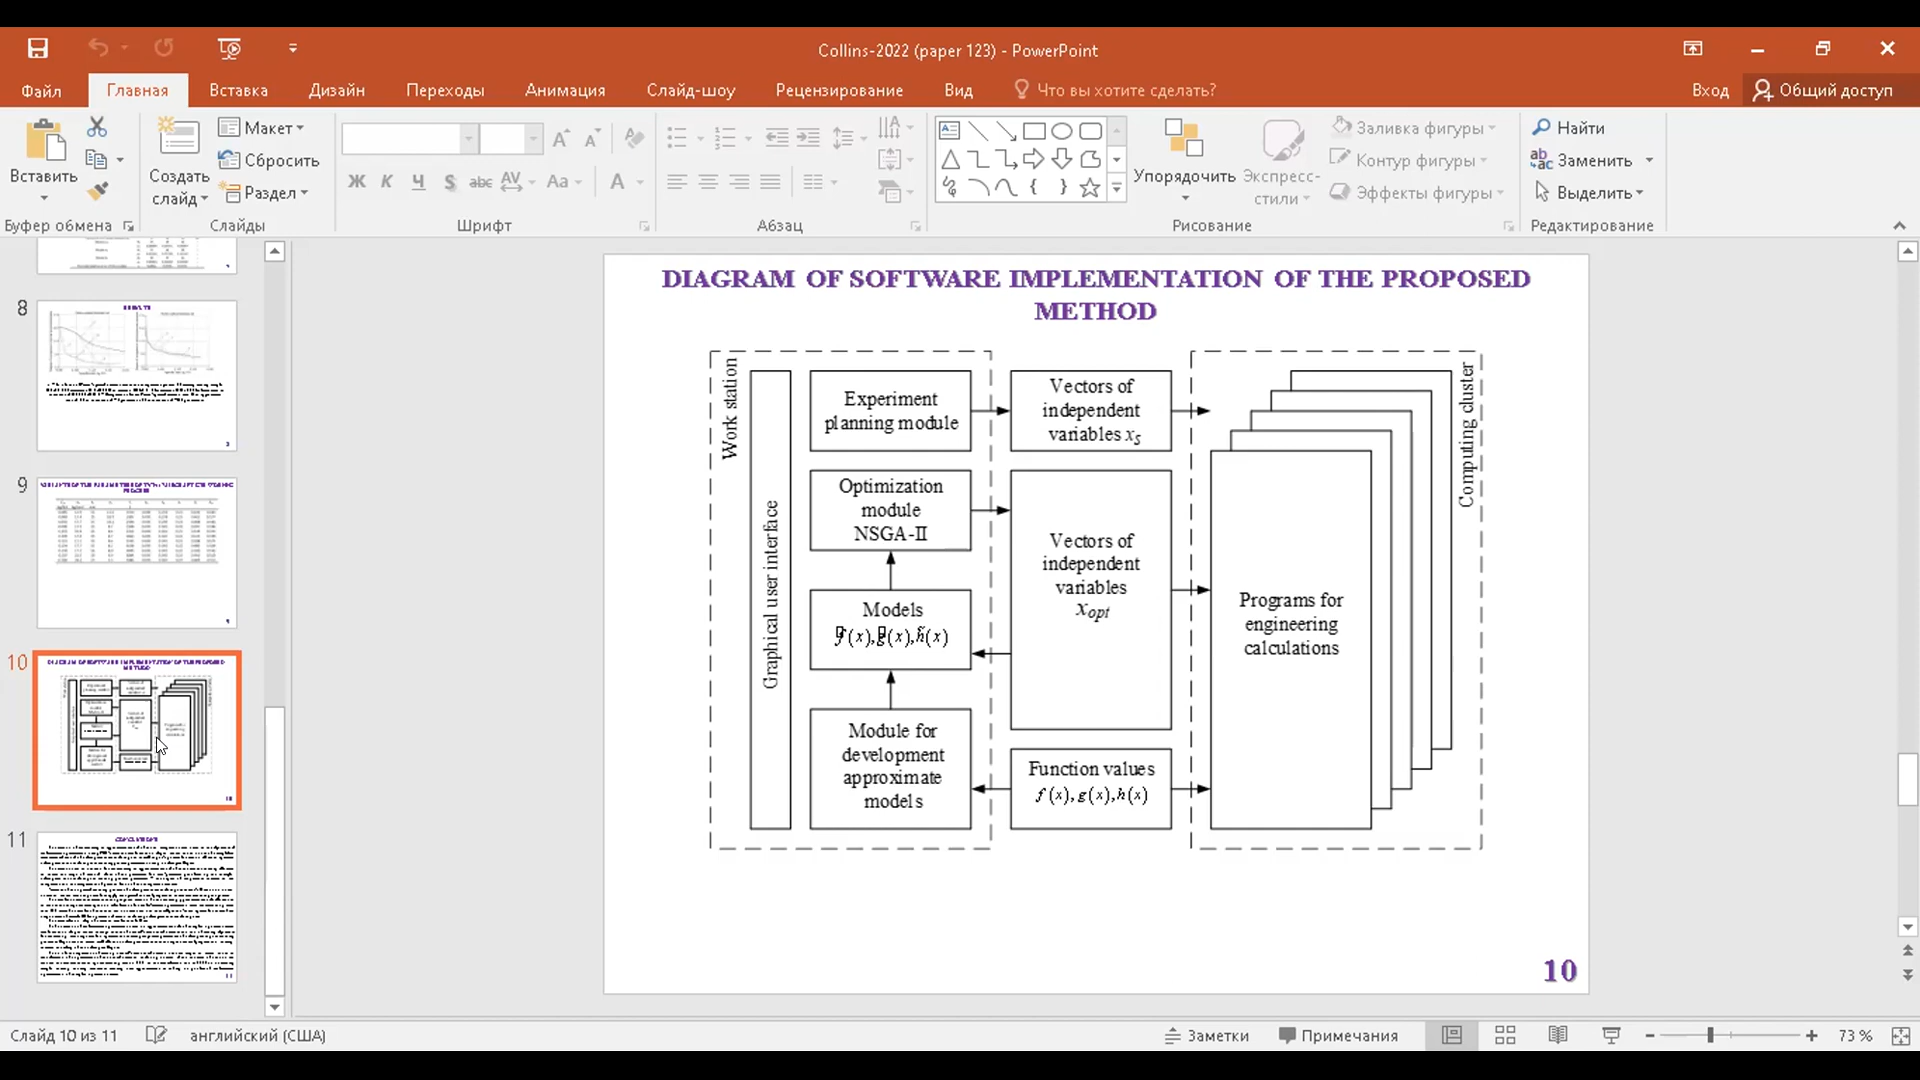 Collins-2022 (paper 123) - PowerPoint
Файл Главная Вставка Дизайн Переходы Анимация Слайд-шоу Рецензирование Вид Что вы хотите сделать? Вход Общий доступ
Вставить
Создать слайд
Макет
Сбросить
Раздел
Упорядочить
Экспресс-стили
Заливка фигуры
Контур фигуры
Эффекты фигуры
Найти
Заменить
Выделить
Буфер обмена Слайды Шрифт Абзац Рисование Редактирование
8
9
10
11
DIAGRAM OF SOFTWARE IMPLEMENTATION OF THE PROPOSED
METHOD
Work station
Graphical user interface
Experiment
planning module
Vectors of
independent
variables xs
Computing cluster
Optimization
module
NSGA-II
Vectors of
independent
variables
xopt
Models
f(x), g(x), h(x)
Programs for
engineering
calculations
Module for
development
approximate
models
Function values
f(x), g(x), h(x)
10
Слайд 10 из 11 английский (США) Заметки Примечания 73 %